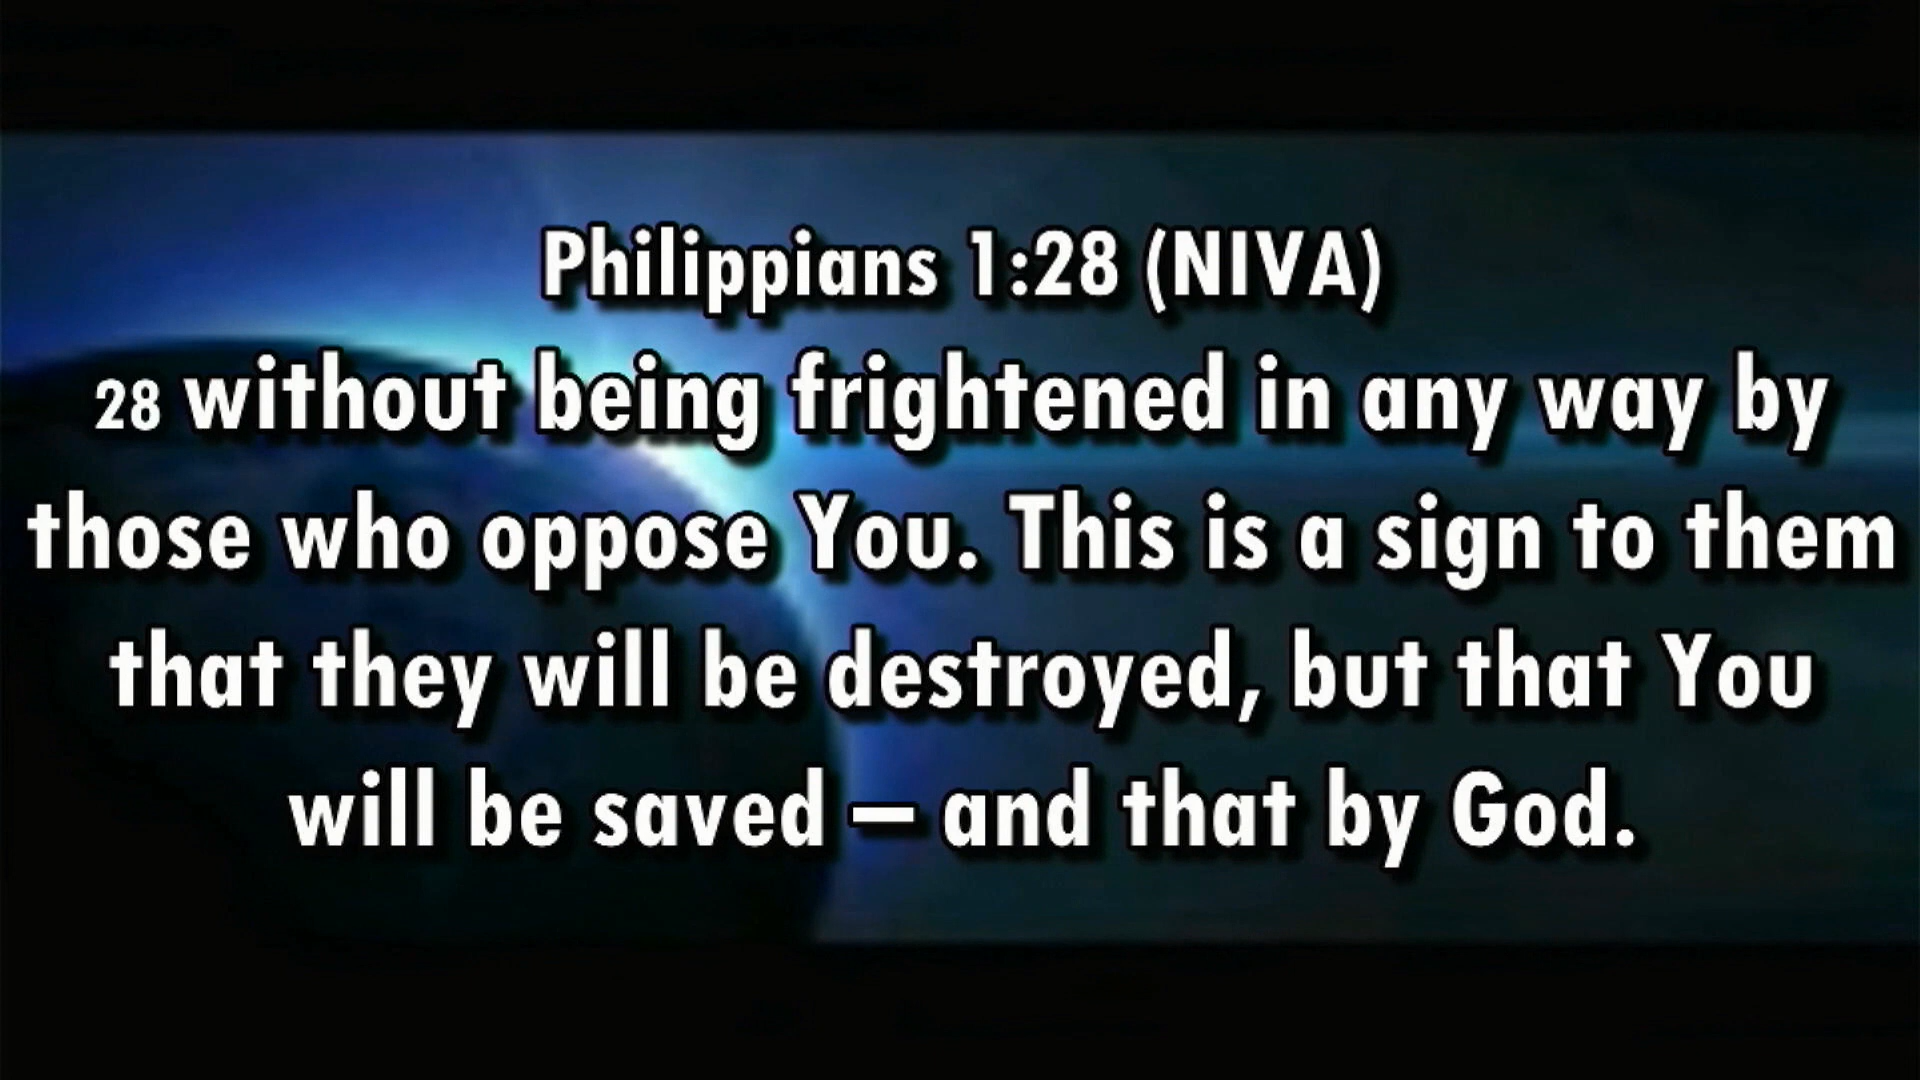 Philippians 1:28 (NIVA)
28 without being frightened in any way by
those who oppose You. This is a sign to them
that they will be destroyed, but that You
will be saved – and that by God.